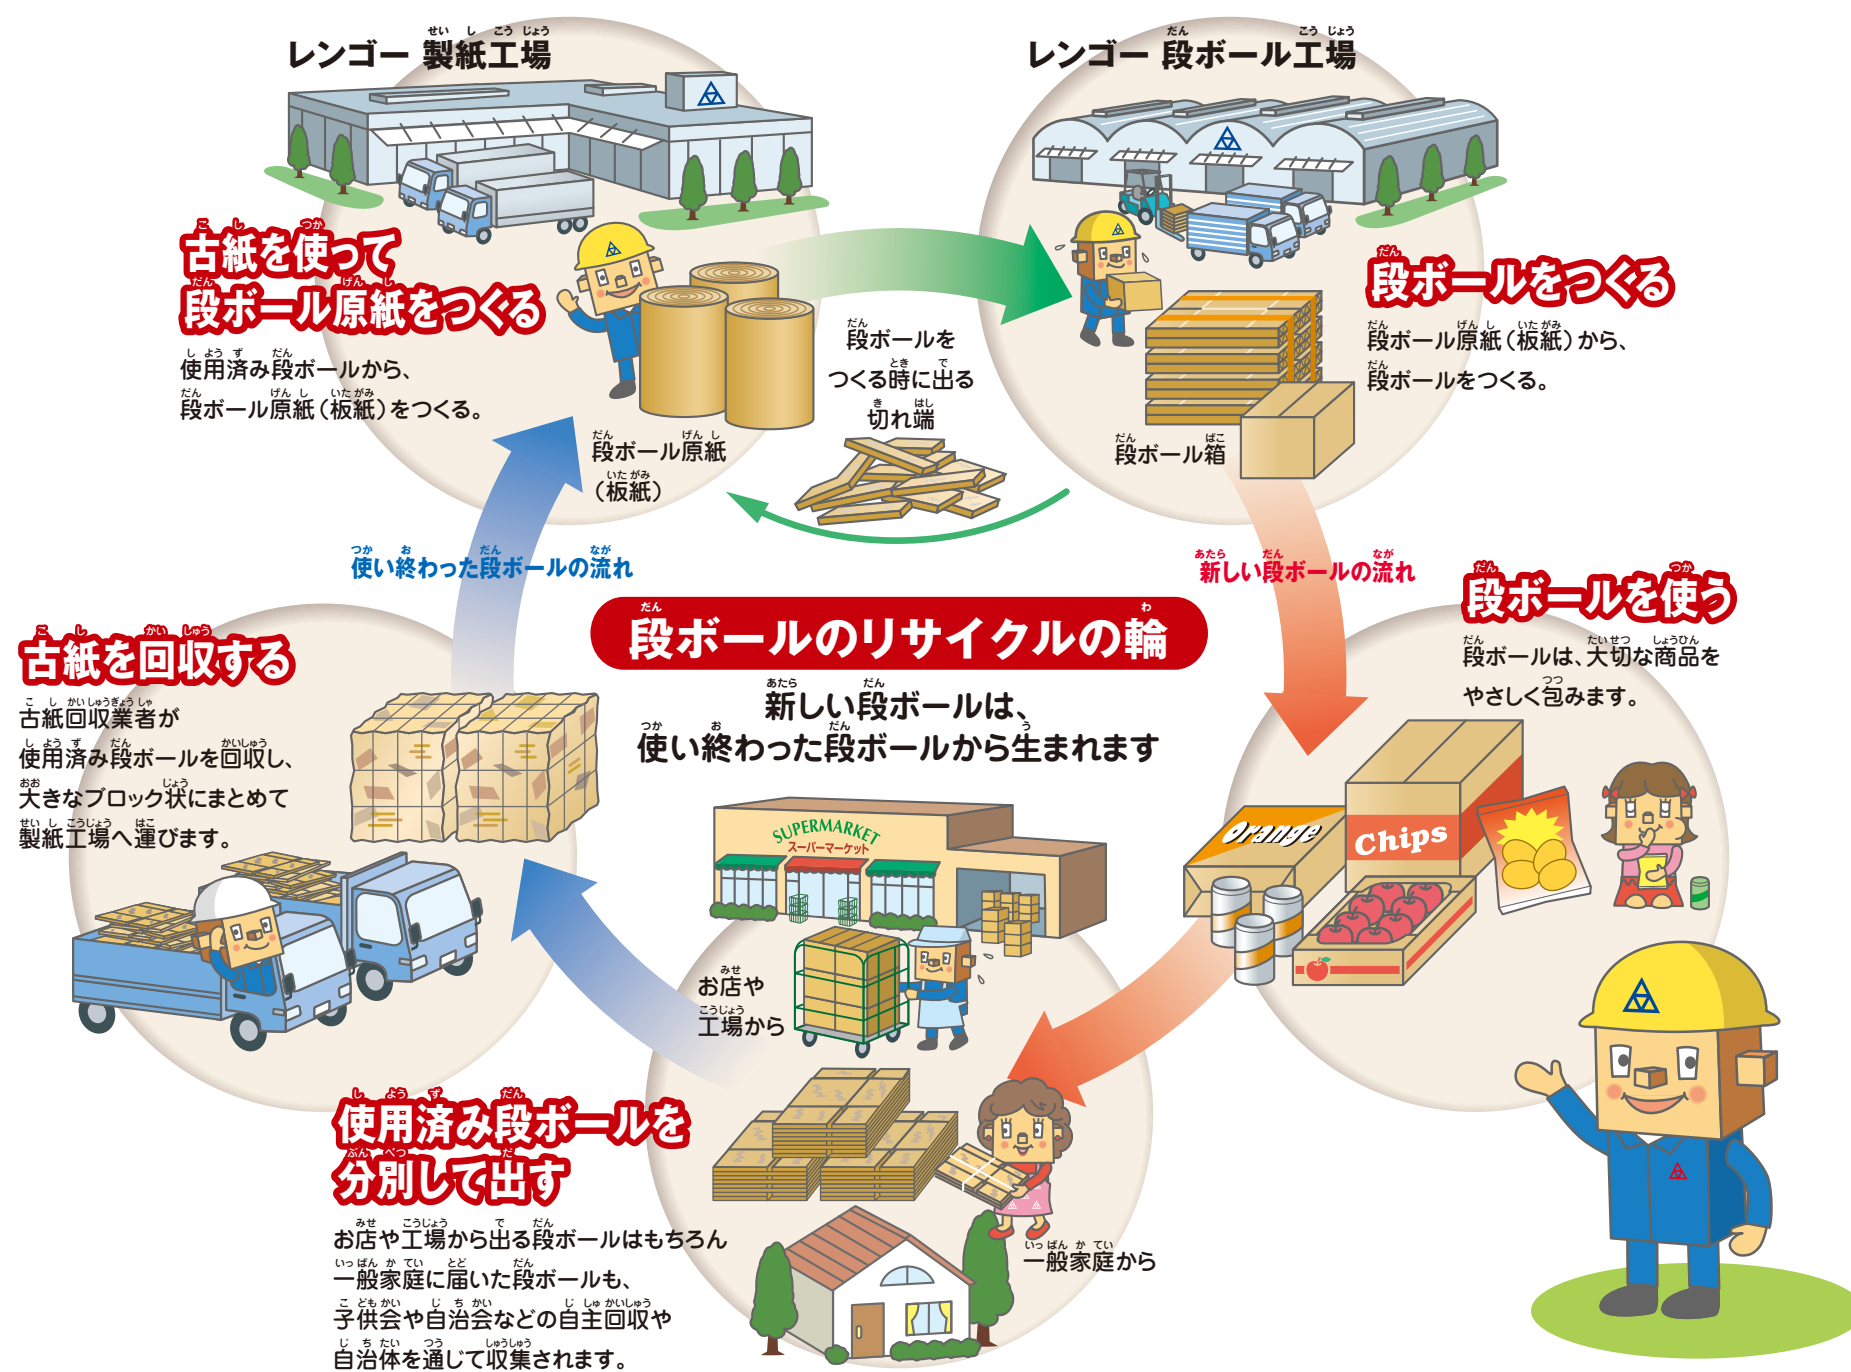 レンゴー 製紙工場
レンゴー 段ボール工場
古紙を使って
段ボール原紙をつくる
使用済み段ボールから、
段ボール原紙（板紙）をつくる。
段ボール原紙
（板紙）
段ボールを
つくる時に出る
切れ端
段ボールをつくる
段ボール原紙（板紙）から、
段ボールをつくる。
段ボール箱
使い終わった段ボールの流れ
新しい段ボールの流れ
段ボールのリサイクルの輪
新しい段ボールは、
使い終わった段ボールから生まれます
段ボールを使う
段ボールは、大切な商品を
やさしく包みます。
Orange
Chips
古紙を回収する
古紙回収業者が
使用済み段ボールを回収し、
大きなブロック状にまとめて
製紙工場へ運びます。
SUPERMARKET
スーパーマーケット
お店や
工場から
使用済み段ボールを
分別して出す
お店や工場から出る段ボールはもちろん
一般家庭に届いた段ボールも、
子供会や自治会などの自主回収や
自治体を通じて収集されます。
一般家庭から